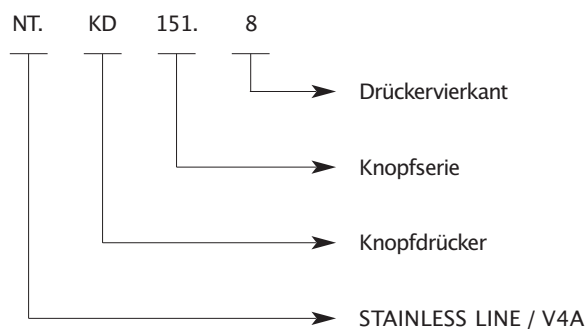 NT. KD 151. 8
Drückervierkant
Knopfserie
Knopfdrücker
STAINLESS LINE / V4A